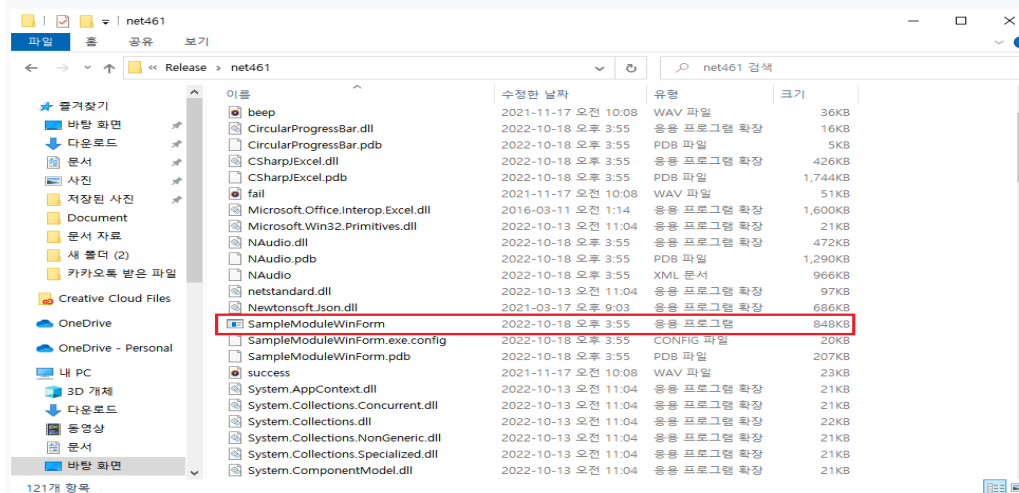 net461
파일 홈 공유 보기
« Release > net461
net461 검색
이름 수정한 날짜 유형 크기
즐겨찾기
바탕 화면
다운로드
문서
사진
저장된 사진
Document
문서 자료
새 폴더 (2)
카카오톡 받은 파일
Creative Cloud Files
OneDrive
OneDrive - Personal
내 PC
3D 개체
다운로드
동영상
문서
바탕 화면
beep 2021-11-17 오전 10:08 WAV 파일 36KB
CircularProgressBar.dll 2022-10-18 오후 3:55 응용 프로그램 확장 16KB
CircularProgressBar.pdb 2022-10-18 오후 3:55 PDB 파일 5KB
CSharpJExcel.dll 2022-10-18 오후 3:55 응용 프로그램 확장 426KB
CSharpJExcel.pdb 2022-10-18 오후 3:55 PDB 파일 1,744KB
fail 2021-11-17 오전 10:08 WAV 파일 51KB
Microsoft.Office.Interop.Excel.dll 2016-03-11 오전 1:14 응용 프로그램 확장 1,600KB
Microsoft.Win32.Primitives.dll 2022-10-13 오전 11:04 응용 프로그램 확장 21KB
NAudio.dll 2022-10-18 오후 3:55 응용 프로그램 확장 472KB
NAudio.pdb 2022-10-18 오후 3:55 PDB 파일 1,290KB
NAudio 2022-10-18 오후 3:55 XML 문서 966KB
netstandard.dll 2022-10-13 오전 11:04 응용 프로그램 확장 97KB
Newtonsoft.Json.dll 2021-03-17 오후 9:03 응용 프로그램 확장 686KB
SampleModuleWinForm 2022-10-18 오후 3:55 응용 프로그램 848KB
SampleModuleWinForm.exe.config 2022-10-18 오후 3:55 CONFIG 파일 20KB
SampleModuleWinForm.pdb 2022-10-18 오후 3:55 PDB 파일 207KB
success 2021-11-17 오전 10:08 WAV 파일 23KB
System.AppContext.dll 2022-10-13 오전 11:04 응용 프로그램 확장 21KB
System.Collections.Concurrent.dll 2022-10-13 오전 11:04 응용 프로그램 확장 21KB
System.Collections.dll 2022-10-13 오전 11:04 응용 프로그램 확장 22KB
System.Collections.NonGeneric.dll 2022-10-13 오전 11:04 응용 프로그램 확장 21KB
System.Collections.Specialized.dll 2022-10-13 오전 11:04 응용 프로그램 확장 21KB
System.ComponentModel.dll 2022-10-13 오전 11:04 응용 프로그램 확장 21KB
121개 항목